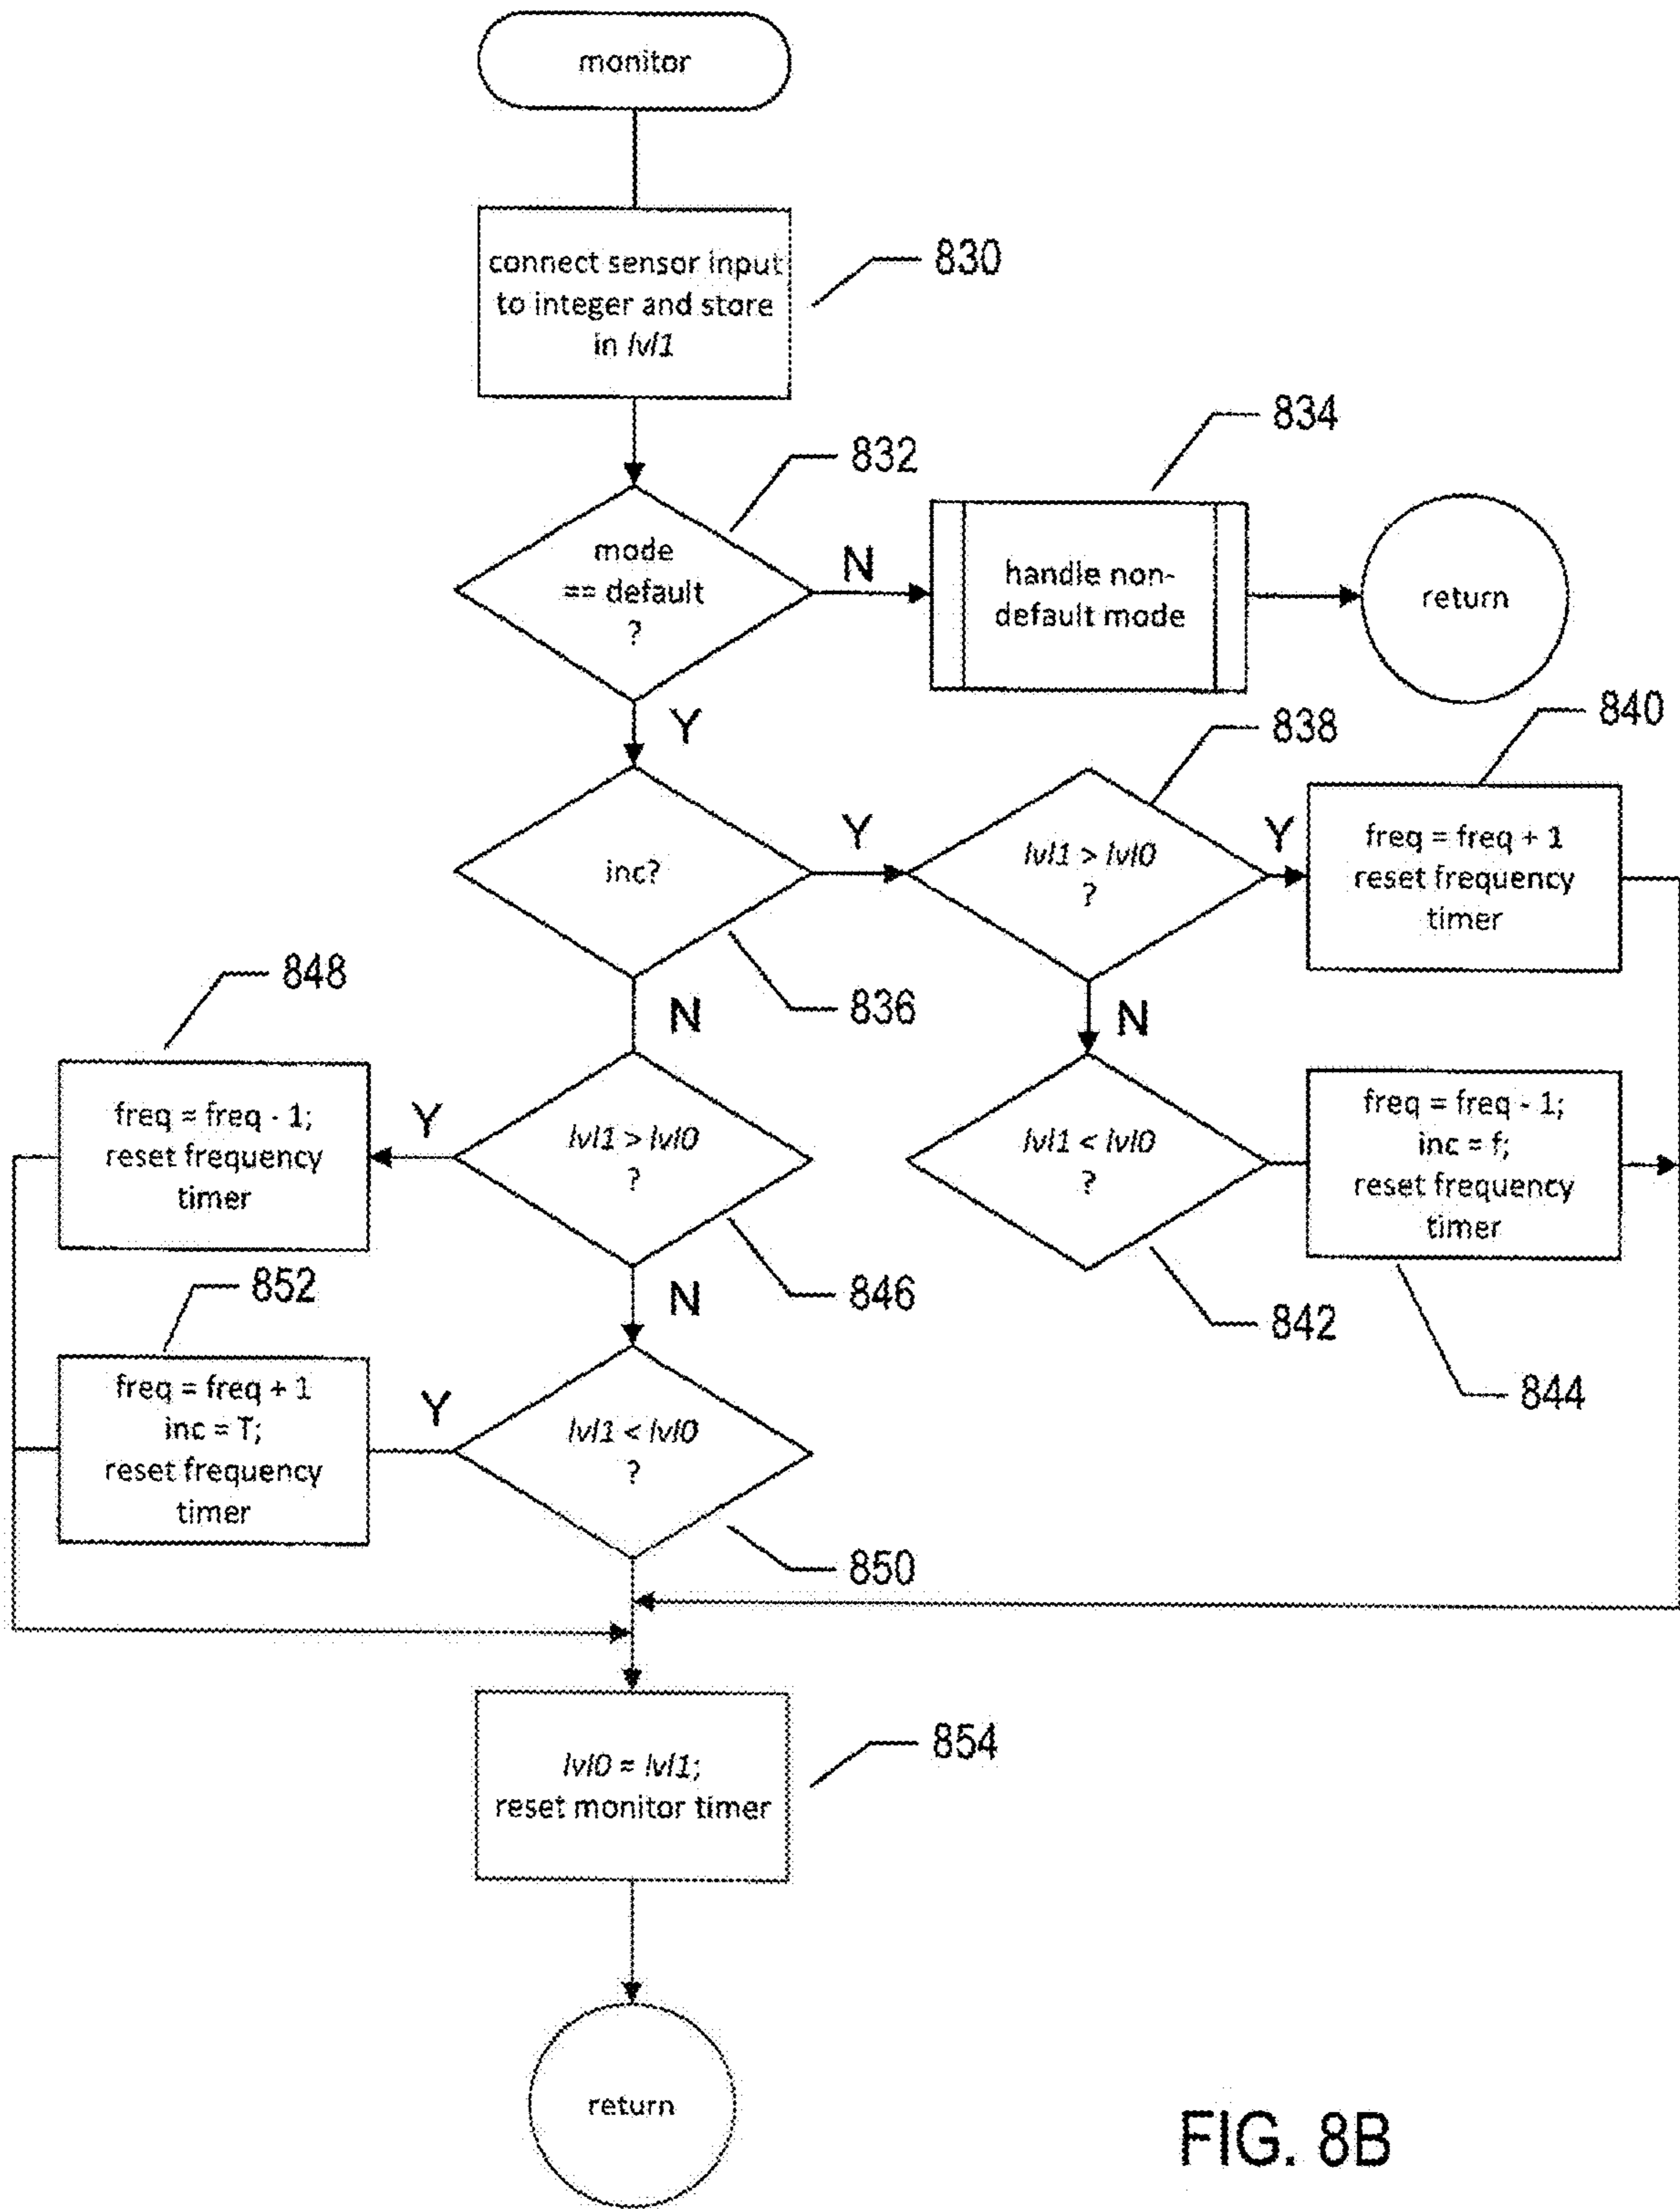 monitor
connect sensor input
to integer and store
in lvl1
830
832
mode
== default
?
N
834
handle non-
default mode
return
Y
inc?
836
Y
838
lvl1 > lvl0
?
Y
840
freq = freq + 1
reset frequency
timer
N
lvl1 < lvl0
?
842
freq = freq - 1;
inc = f;
reset frequency
timer
844
N
lvl1 > lvl0
?
846
Y
848
freq = freq - 1;
reset frequency
timer
N
lvl1 < lvl0
?
850
Y
852
freq = freq + 1
inc = T;
reset frequency
timer
lvl0 = lvl1;
reset monitor timer
854
return
FIG. 8B